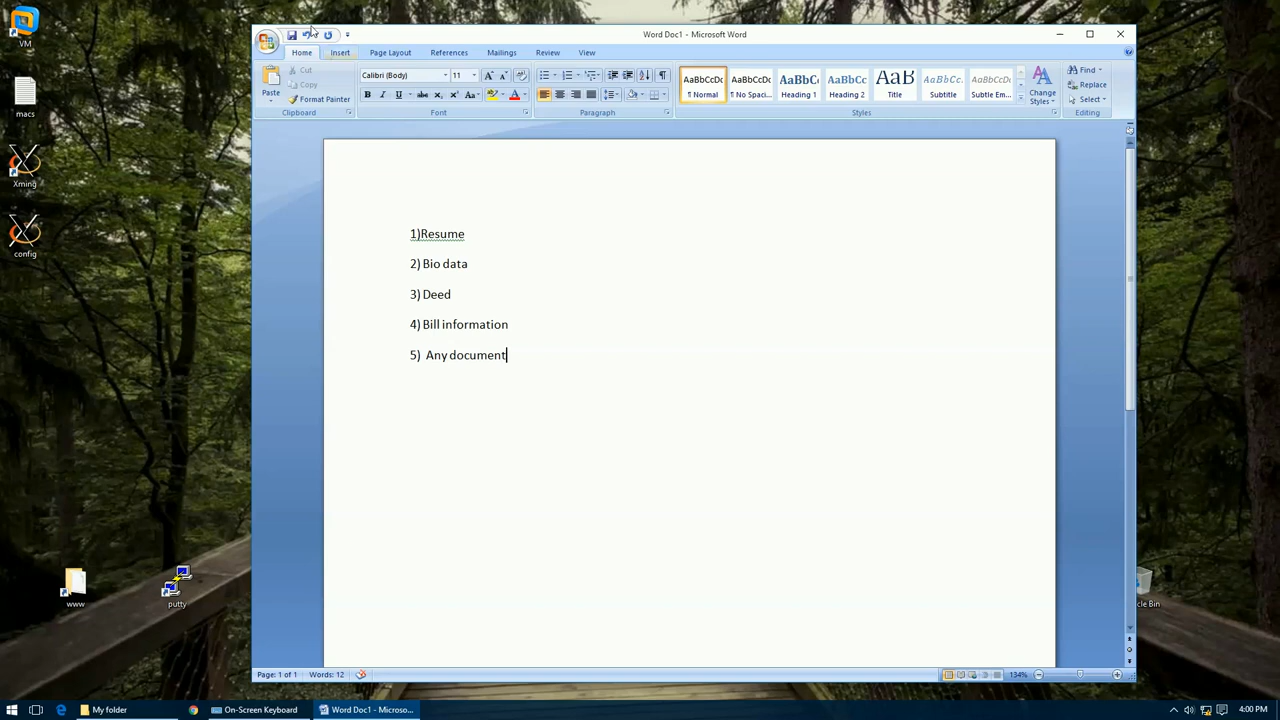 Word Doc1 - Microsoft Word
VM
Home Insert Page Layout References Mailings Review View
Cut
Copy
Format Painter
Paste
Clipboard
Calibri (Body) 11
Font
Paragraph
AaBbCcDc AaBbCcDc AaBbCc AaBbCc AaB AaBbCc. AaBbCcDc
¶ Normal ¶ No Spaci... Heading 1 Heading 2 Title Subtitle Subtle Em...
Change
Styles
Styles
Find
Replace
Select
Editing
macs
Xming
config
1)Resume
2) Bio data
3) Deed
4) Bill information
5) Any document
www
putty
cle Bin
Page: 1 of 1 Words: 12
134%
My folder On-Screen Keyboard Word Doc1 - Microso...
4:00 PM